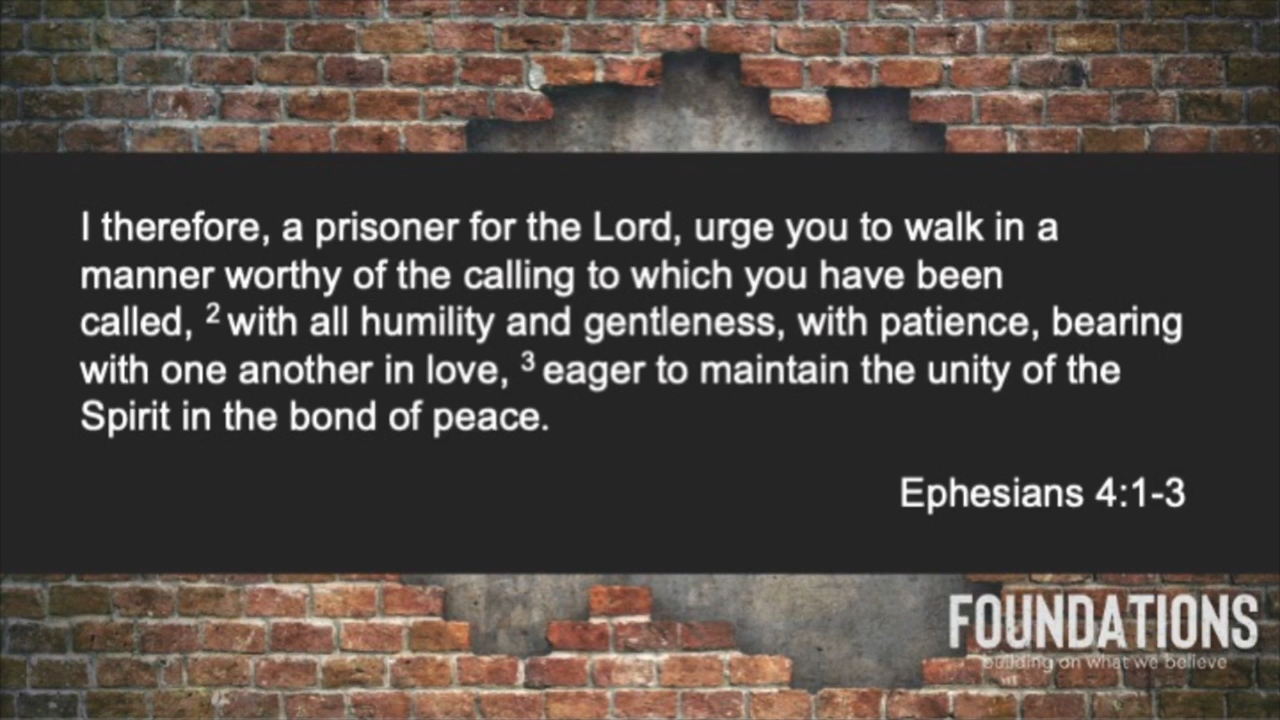 I therefore, a prisoner for the Lord, urge you to walk in a
manner worthy of the calling to which you have been
called, ² with all humility and gentleness, with patience, bearing
with one another in love, ³ eager to maintain the unity of the
Spirit in the bond of peace.
Ephesians 4:1-3
FOUNDATIONS
building on what we believe